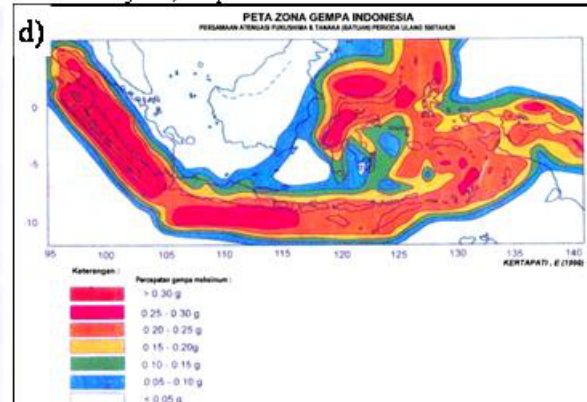 d)
PETA ZONA GEMPA INDONESIA
PERSAMAAN ATENUASI FUKUSHIMA & TANAKA (BATUAN) PERIODA ULANG 500 TAHUN
0
-5
-10
95 100 105 110 115 120 125 130 135 140
KERTAPATI, E (1999)
Keterangan :
Percepatan gempa maksimum :
> 0.30 g
0.25 - 0.30 g
0.20 - 0.25 g
0.15 - 0.20g
0.10 - 0.15 g
0.05 - 0.10 g
< 0.05 g